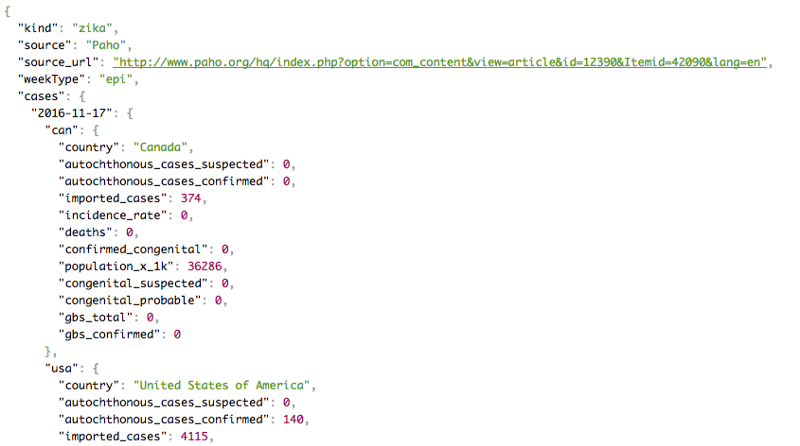 {
"kind": "zika",
"source": "Paho",
"source_url": "http://www.paho.org/hq/index.php?option=com_content&view=article&id=12390&Itemid=42090&lang=en",
"weekType": "epi",
"cases": {
"2016-11-17": {
"can": {
"country": "Canada",
"autochthonous_cases_suspected": 0,
"autochthonous_cases_confirmed": 0,
"imported_cases": 374,
"incidence_rate": 0,
"deaths": 0,
"confirmed_congenital": 0,
"population_x_1k": 36286,
"congenital_suspected": 0,
"congenital_probable": 0,
"gbs_total": 0,
"gbs_confirmed": 0
},
"usa": {
"country": "United States of America",
"autochthonous_cases_suspected": 0,
"autochthonous_cases_confirmed": 140,
"imported_cases": 4115,